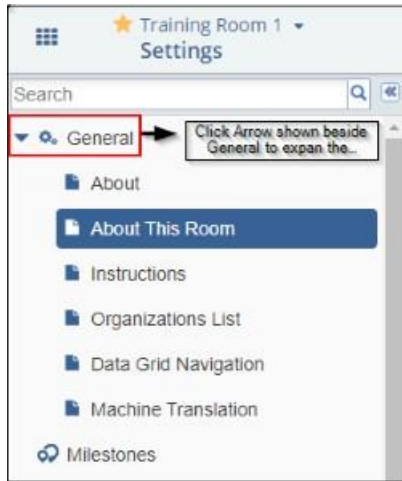 Training Room 1
Settings
Search
General
Click Arrow shown beside
General to expan the...
About
About This Room
Instructions
Organizations List
Data Grid Navigation
Machine Translation
Milestones